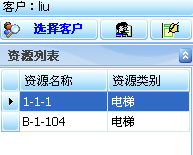 客户：liu
选择客户
资源列表
资源名称 资源类别
1-1-1 电梯
B-1-104 电梯